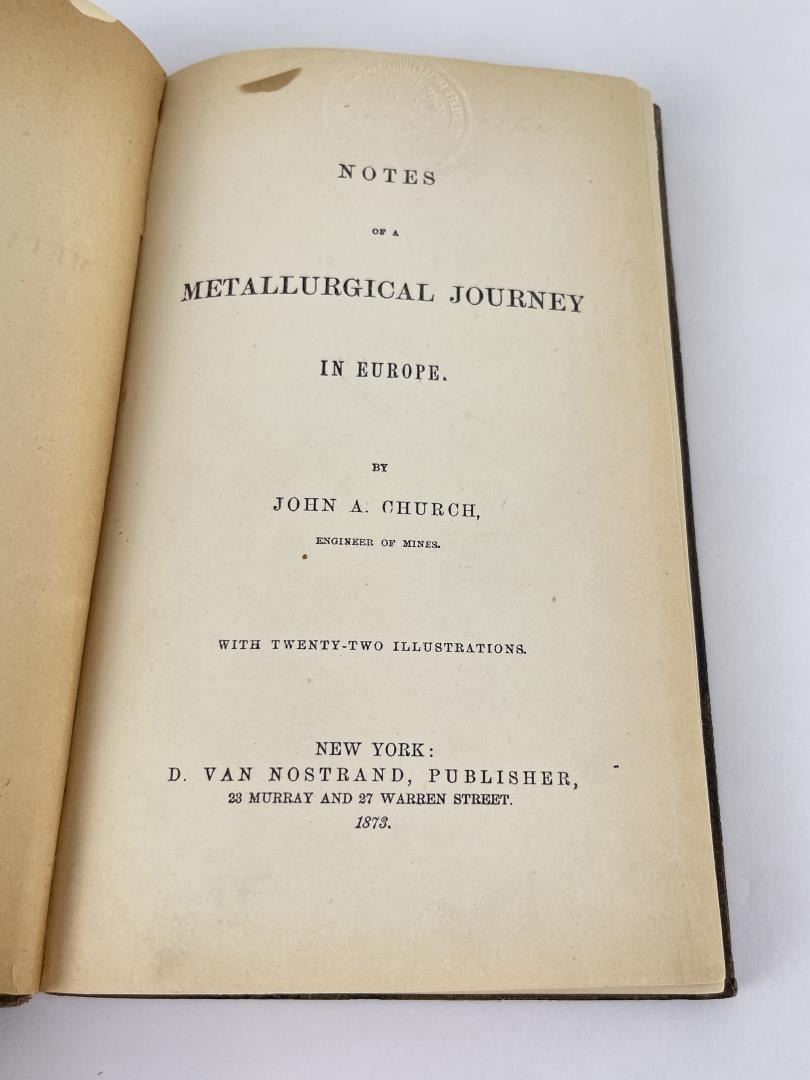 NOTES
OF A
METALLURGICAL JOURNEY
IN EUROPE.
BY
JOHN A. CHURCH,
ENGINEER OF MINES.
WITH TWENTY-TWO ILLUSTRATIONS.
NEW YORK:
D. VAN NOSTRAND, PUBLISHER,
23 MURRAY AND 27 WARREN STREET.
1873.